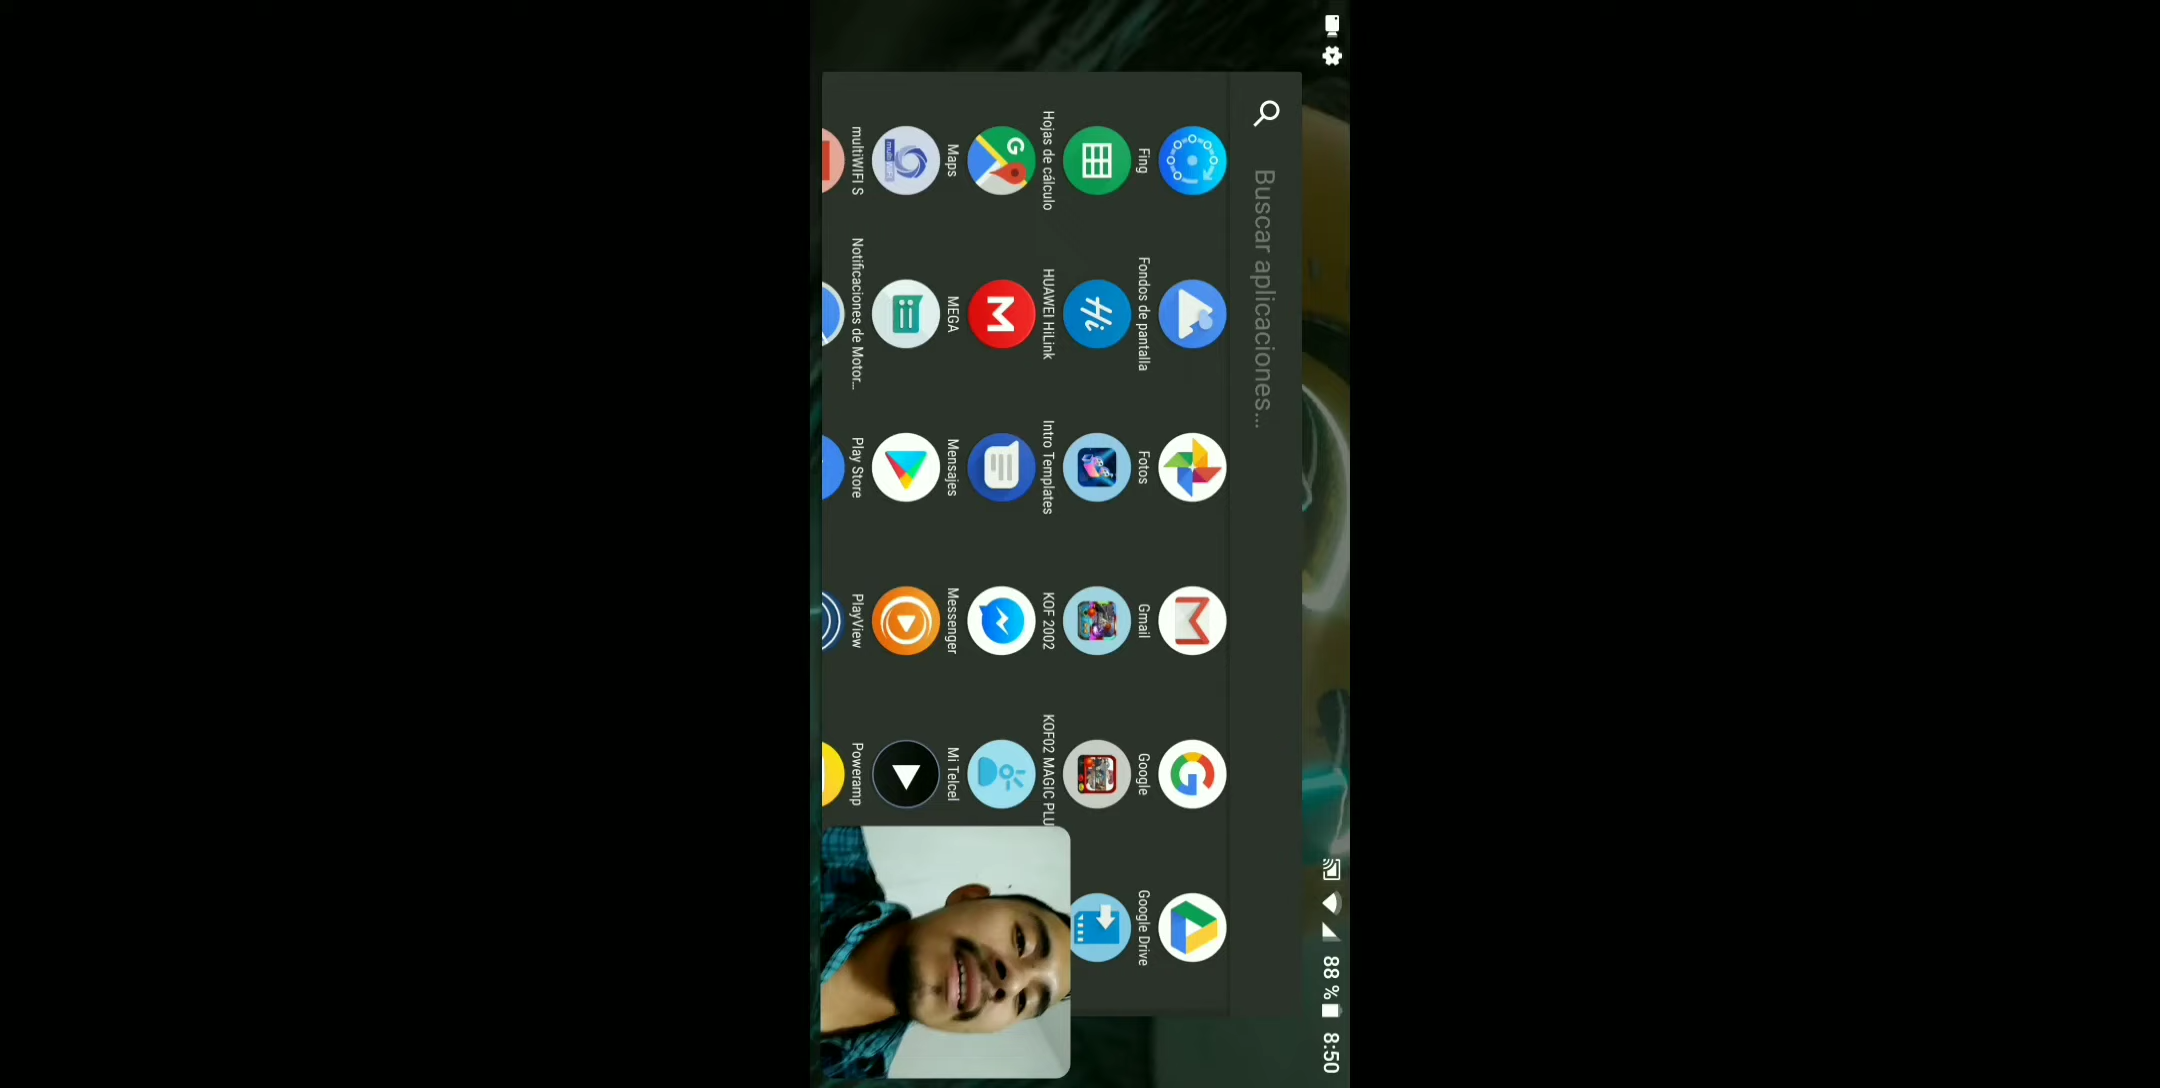 88 % 8:50
Buscar aplicaciones...
Fing Fondos de pantalla Fotos Gmail Google Google Drive
Hojas de cálculo HUAWEI HiLink Intro Templates KOF 2002 KOF02 MAGIC PLU
Maps MEGA Mensajes Messenger Mi Telcel
multiWIFI S Notificaciones de Motor... Play Store PlayView Poweramp